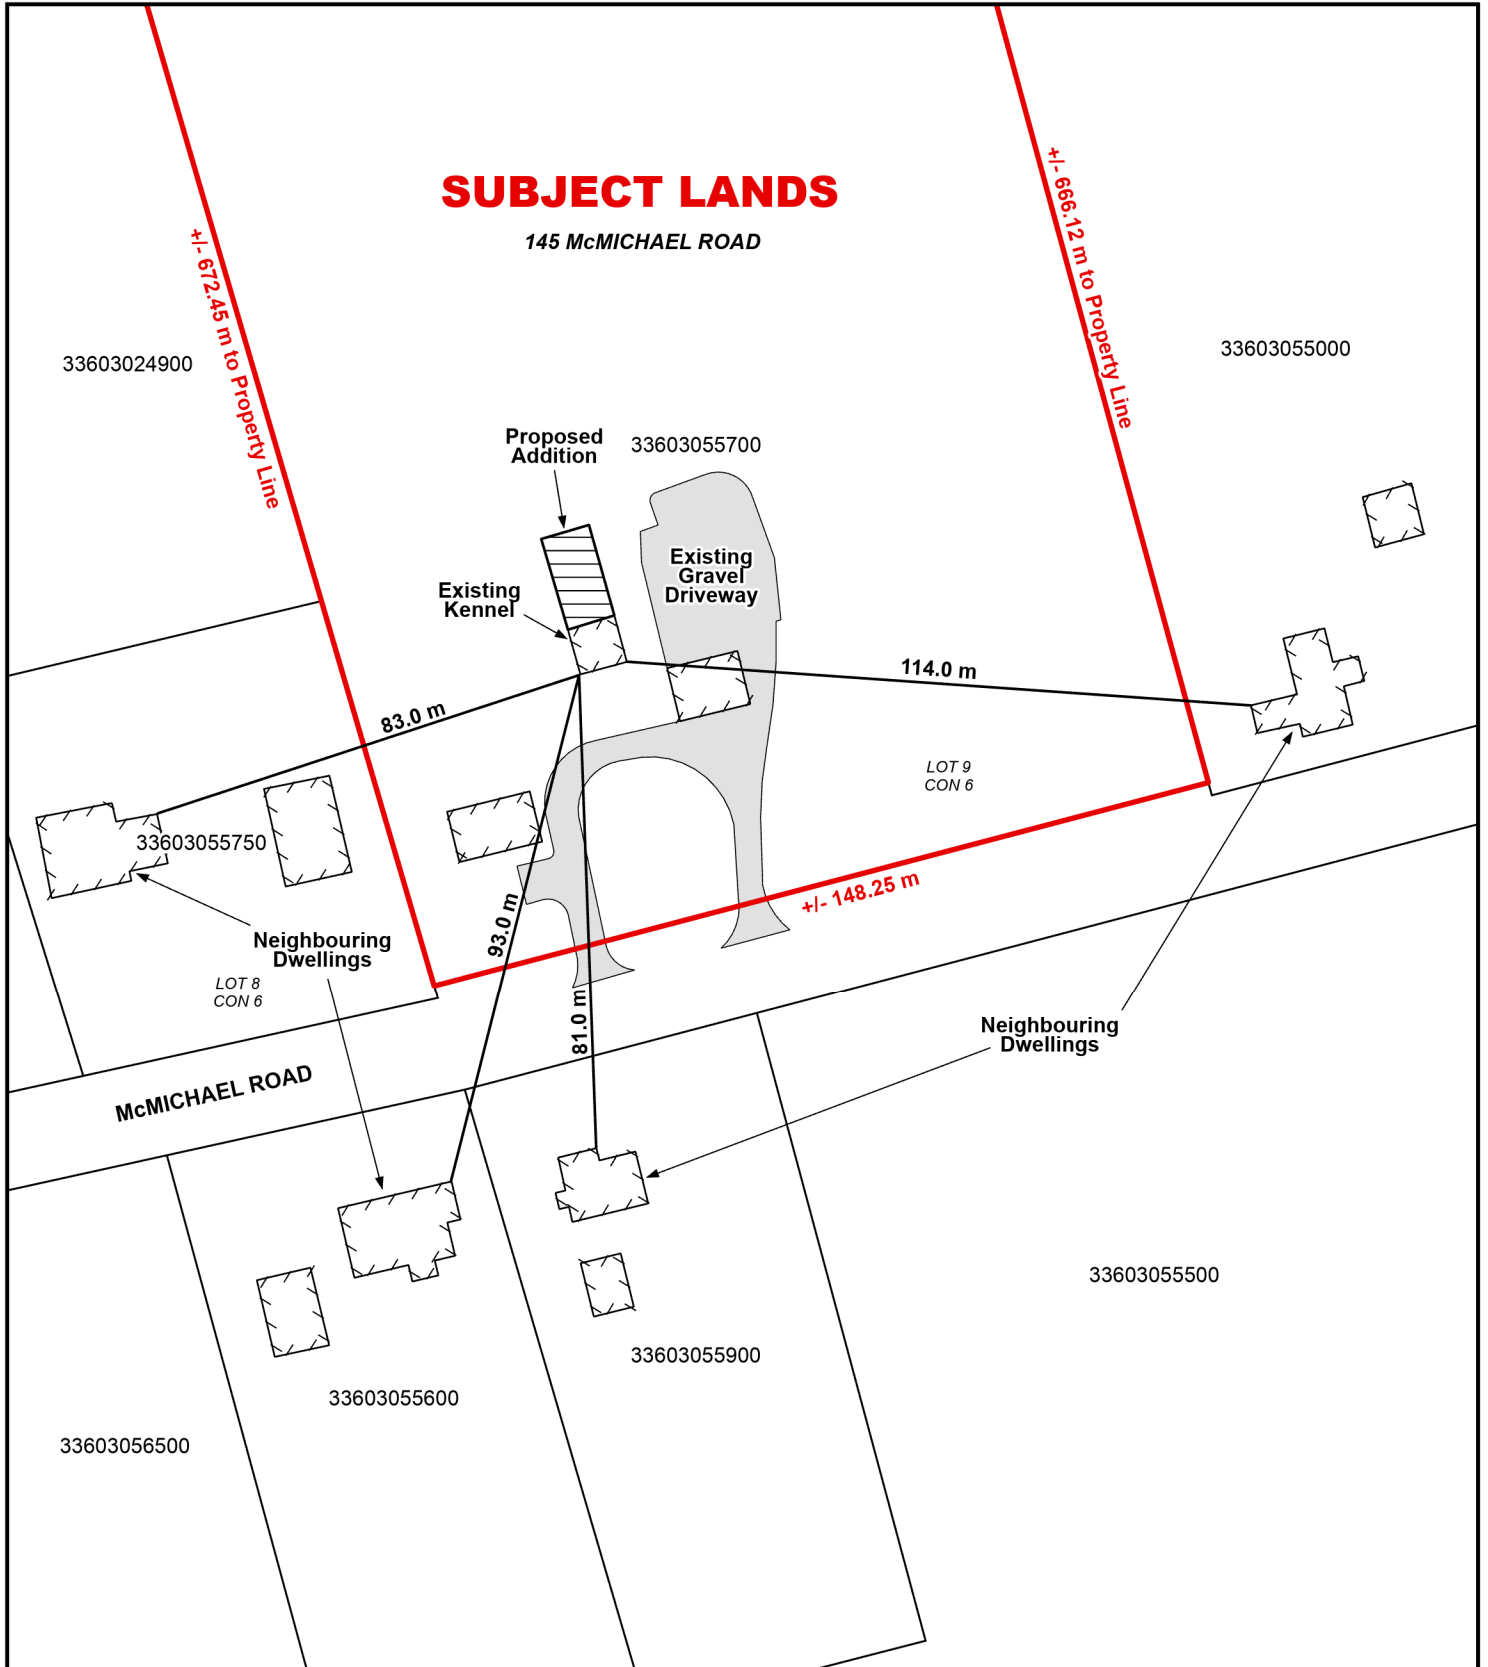 SUBJECT LANDS
145 McMICHAEL ROAD
+/- 672.45 m to Property Line
+/- 666.12 m to Property Line
33603024900
33603055000
Proposed
Addition
33603055700
Existing
Gravel
Driveway
Existing
Kennel
114.0 m
83.0 m
LOT 9
CON 6
33603055750
+/- 148.25 m
93.0 m
Neighbouring
Dwellings
LOT 8
CON 6
81.0 m
Neighbouring
Dwellings
McMICHAEL ROAD
33603055500
33603055900
33603055600
33603056500